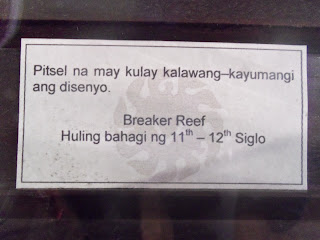 Pitsel na may kulay kalawang–kayumangi
ang disenyo.
Breaker Reef
Huling bahagi ng 11th – 12th Siglo